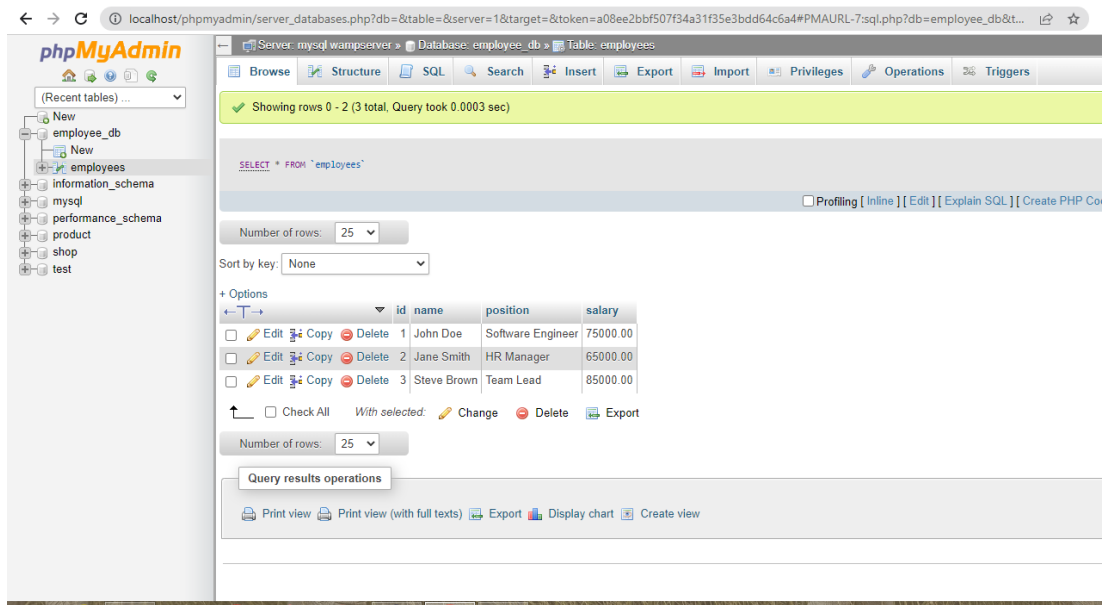 localhost/phpmyadmin/server_databases.php?db=&table=&server=1&target=&token=a08ee2bbf507f34a31f35e3bdd64c6a4#PMAURL-7:sql.php?db=employee_db&t...
phpMyAdmin
(Recent tables) ...
New
employee_db
New
employees
information_schema
mysql
performance_schema
product
shop
test
Server: mysql wampserver » Database: employee_db » Table: employees
Browse Structure SQL Search Insert Export Import Privileges Operations Triggers
Showing rows 0 - 2 (3 total, Query took 0.0003 sec)
SELECT * FROM `employees`
Profiling [ Inline ] [ Edit ] [ Explain SQL ] [ Create PHP Co
Number of rows: 25
Sort by key: None
+ Options
←T→ id name position salary
Edit Copy Delete 1 John Doe Software Engineer 75000.00
Edit Copy Delete 2 Jane Smith HR Manager 65000.00
Edit Copy Delete 3 Steve Brown Team Lead 85000.00
Check All With selected: Change Delete Export
Number of rows: 25
Query results operations
Print view Print view (with full texts) Export Display chart Create view